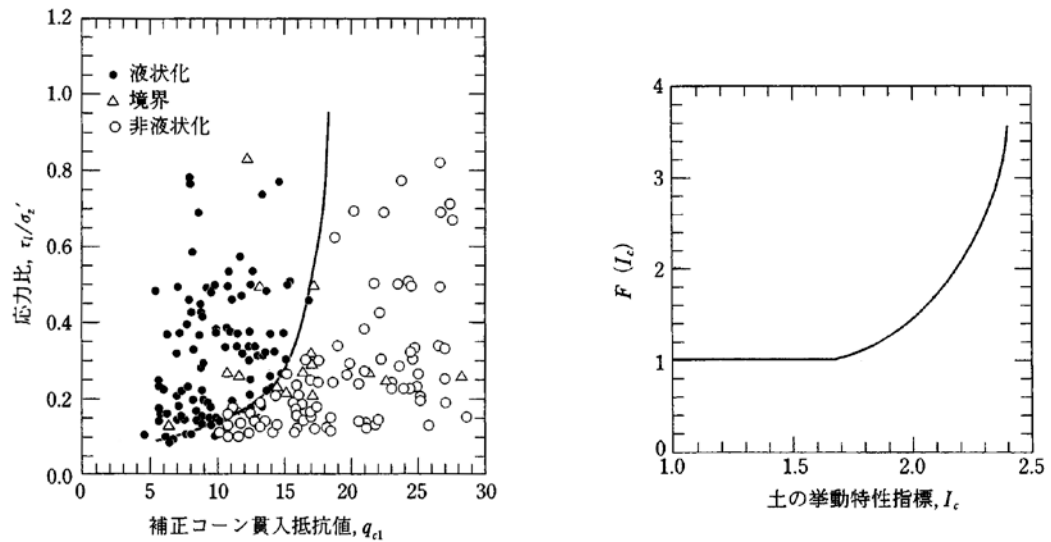 1.2
1.0
0.8
0.6
0.4
0.2
0.0
応力比, τl/σz′
● 液状化
△ 境界
○ 非液状化
0 5 10 15 20 25 30
補正コーン貫入抵抗値, qc1
4
3
2
1
0
F (Ic)
1.0 1.5 2.0 2.5
土の挙動特性指標, Ic